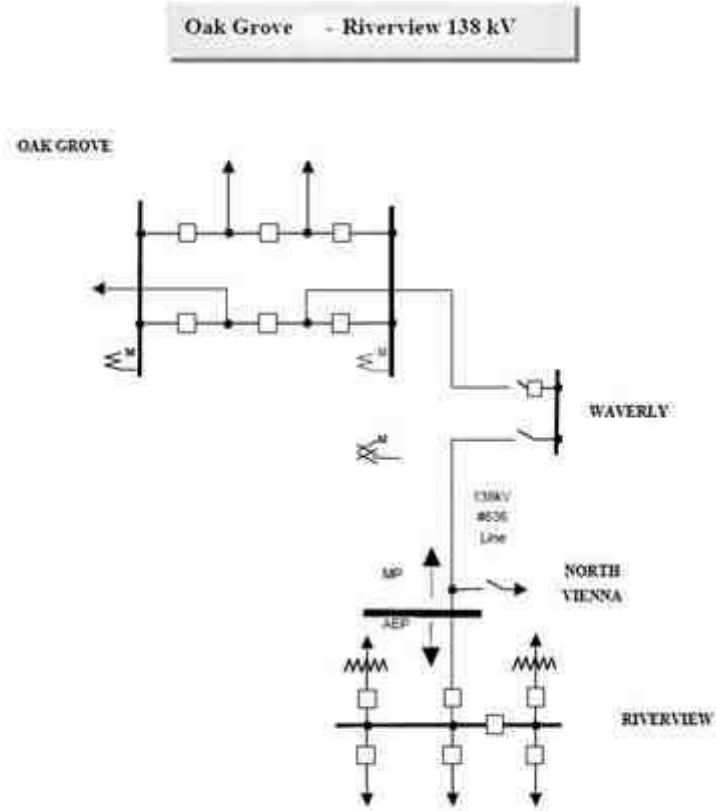 Oak Grove - Riverview 138 kV
OAK GROVE
M
M
WAVERLY
M
138kV
#636
Line
MP
NORTH
VIENNA
AEP
RIVERVIEW